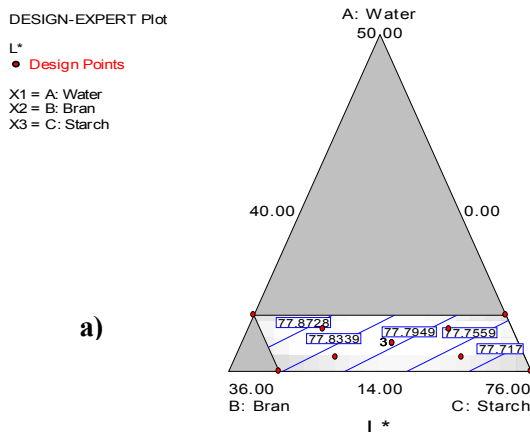 DESIGN-EXPERT Plot
L*
Design Points
X1 = A: Water
X2 = B: Bran
X3 = C: Starch
A: Water
50.00
40.00
0.00
a)
77.8728
77.8339
77.7949
77.7559
77.717
3
36.00
14.00
76.00
B: Bran
C: Starch
L*